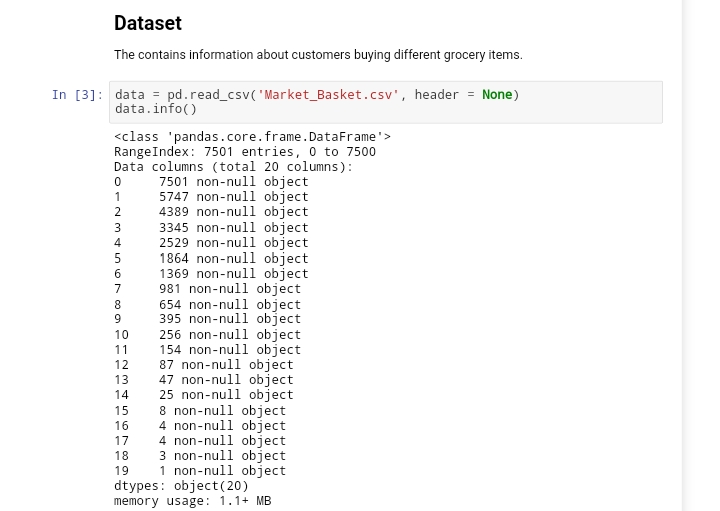 Dataset
The contains information about customers buying different grocery items.
In [3]: data = pd.read_csv('Market_Basket.csv', header = None)
data.info()
<class 'pandas.core.frame.DataFrame'>
RangeIndex: 7501 entries, 0 to 7500
Data columns (total 20 columns):
0     7501 non-null object
1     5747 non-null object
2     4389 non-null object
3     3345 non-null object
4     2529 non-null object
5     1864 non-null object
6     1369 non-null object
7     981 non-null object
8     654 non-null object
9     395 non-null object
10    256 non-null object
11    154 non-null object
12    87 non-null object
13    47 non-null object
14    25 non-null object
15    8 non-null object
16    4 non-null object
17    4 non-null object
18    3 non-null object
19    1 non-null object
dtypes: object(20)
memory usage: 1.1+ MB